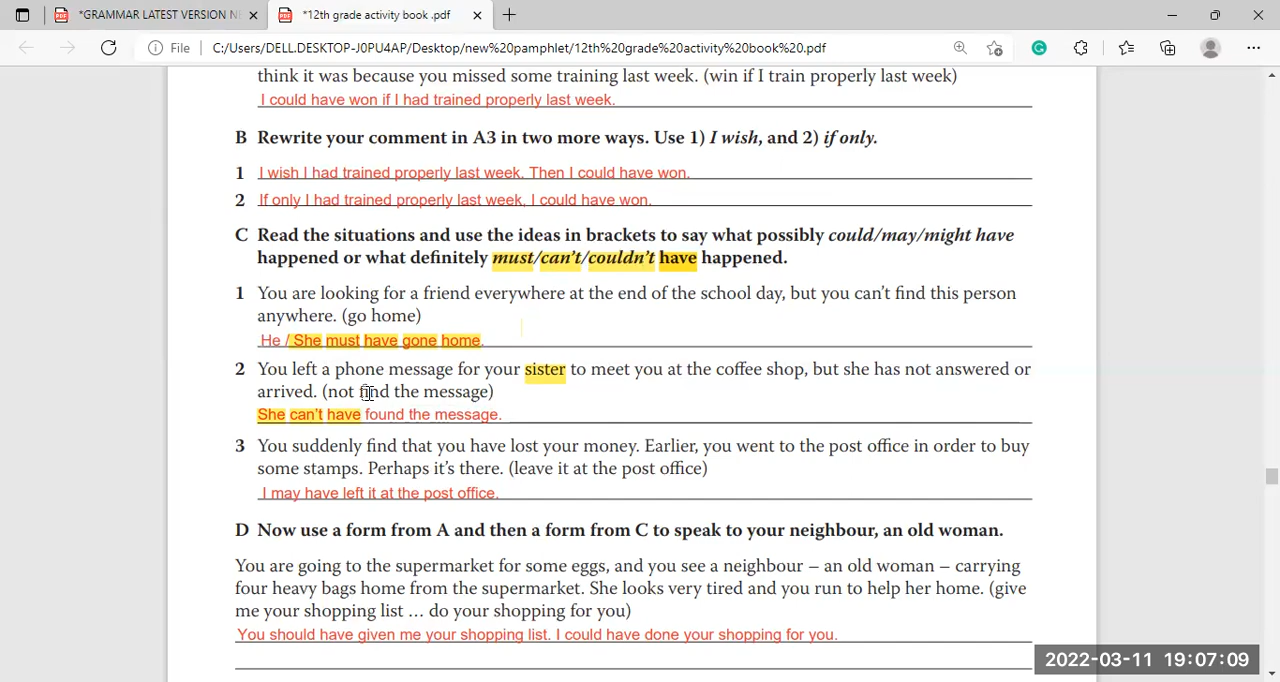 *GRAMMAR LATEST VERSION NE
*12th grade activity book .pdf
File
C:/Users/DELL.DESKTOP-J0PU4AP/Desktop/new%20pamphlet/12th%20grade%20activity%20book%20.pdf
think it was because you missed some training last week. (win if I train properly last week)
I could have won if I had trained properly last week.
B Rewrite your comment in A3 in two more ways. Use 1) I wish, and 2) if only.
1 I wish I had trained properly last week. Then I could have won.
2 If only I had trained properly last week, I could have won.
C Read the situations and use the ideas in brackets to say what possibly could/may/might have
happened or what definitely must/can't/couldn't have happened.
1 You are looking for a friend everywhere at the end of the school day, but you can't find this person
anywhere. (go home)
He / She must have gone home.
2 You left a phone message for your sister to meet you at the coffee shop, but she has not answered or
arrived. (not find the message)
She can't have found the message.
3 You suddenly find that you have lost your money. Earlier, you went to the post office in order to buy
some stamps. Perhaps it's there. (leave it at the post office)
I may have left it at the post office.
D Now use a form from A and then a form from C to speak to your neighbour, an old woman.
You are going to the supermarket for some eggs, and you see a neighbour – an old woman – carrying
four heavy bags home from the supermarket. She looks very tired and you run to help her home. (give
me your shopping list … do your shopping for you)
You should have given me your shopping list. I could have done your shopping for you.
2022-03-11 19:07:09